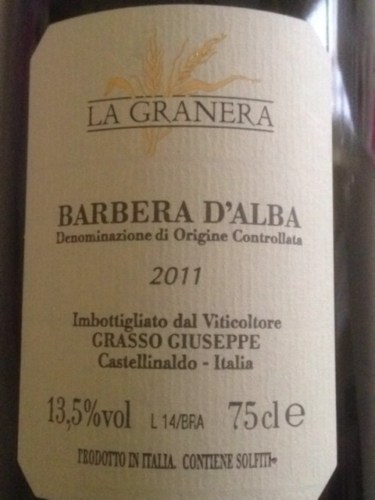 LA GRANERA
BARBERA D'ALBA
Denominazione di Origine Controllata
2011
Imbottigliato dal Viticoltore
GRASSO GIUSEPPE
Castellinaldo - Italia
13,5%vol L 14/BRA 75cl e
PRODOTTO IN ITALIA. CONTIENE SOLFITI